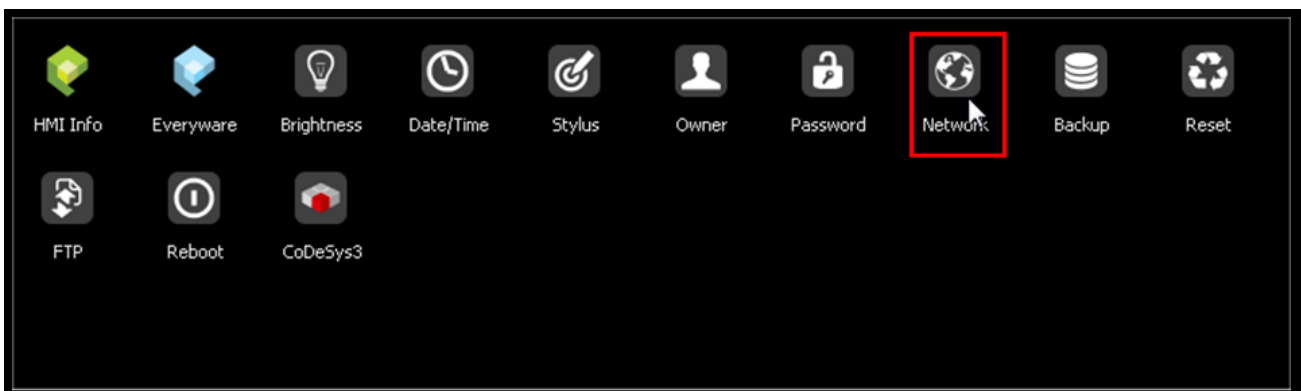 HMI Info Everyware Brightness Date/Time Stylus Owner Password Network Backup Reset
FTP Reboot CoDeSys3